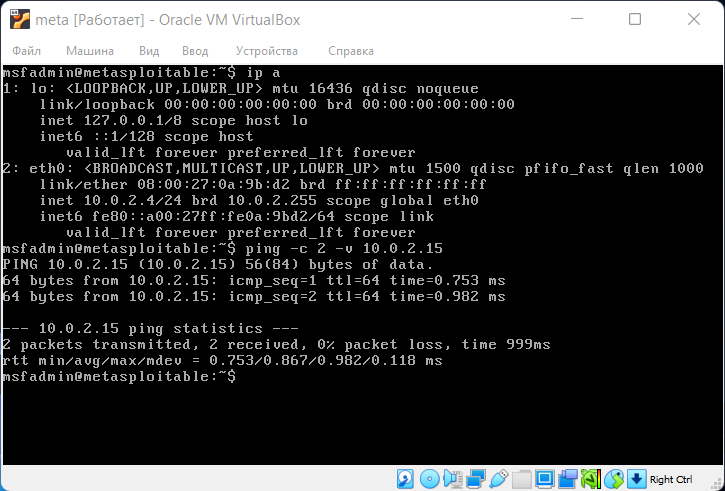 meta [Работает] - Oracle VM VirtualBox
Файл Машина Вид Ввод Устройства Справка
msfadmin@metasploitable:~$ ip a
1: lo: <LOOPBACK,UP,LOWER_UP> mtu 16436 qdisc noqueue
    link/loopback 00:00:00:00:00:00 brd 00:00:00:00:00:00
    inet 127.0.0.1/8 scope host lo
    inet6 ::1/128 scope host
       valid_lft forever preferred_lft forever
2: eth0: <BROADCAST,MULTICAST,UP,LOWER_UP> mtu 1500 qdisc pfifo_fast qlen 1000
    link/ether 08:00:27:0a:9b:d2 brd ff:ff:ff:ff:ff:ff
    inet 10.0.2.4/24 brd 10.0.2.255 scope global eth0
    inet6 fe80::a00:27ff:fe0a:9bd2/64 scope link
       valid_lft forever preferred_lft forever
msfadmin@metasploitable:~$ ping -c 2 -v 10.0.2.15
PING 10.0.2.15 (10.0.2.15) 56(84) bytes of data.
64 bytes from 10.0.2.15: icmp_seq=1 ttl=64 time=0.753 ms
64 bytes from 10.0.2.15: icmp_seq=2 ttl=64 time=0.982 ms

--- 10.0.2.15 ping statistics ---
2 packets transmitted, 2 received, 0% packet loss, time 999ms
rtt min/avg/max/mdev = 0.753/0.867/0.982/0.118 ms
msfadmin@metasploitable:~$
Right Ctrl